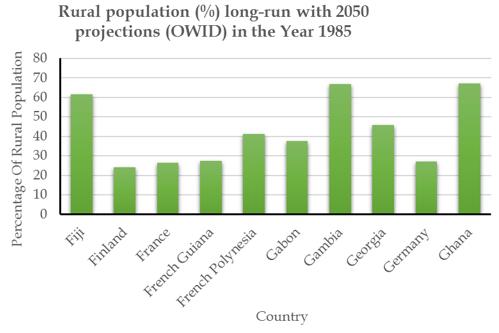 Rural population (%) long-run with 2050
projections (OWID) in the Year 1985
Percentage Of Rural Population
80
70
60
50
40
30
20
10
0
Fiji
Finland
France
French Guiana
French Polynesia
Gabon
Gambia
Georgia
Germany
Ghana
Country